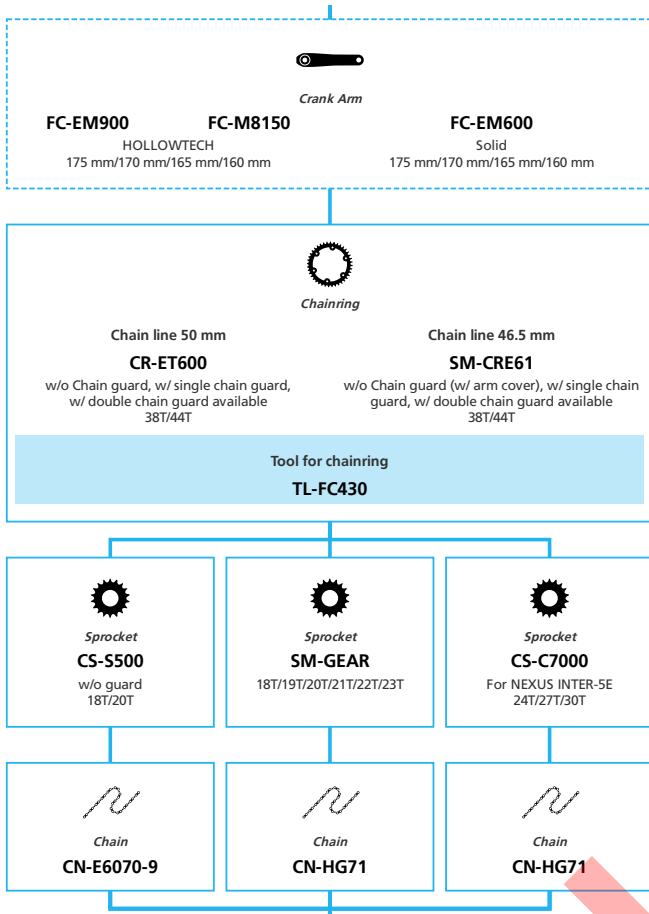 Crank Arm
FC-EM900
FC-M8150
HOLLOWTECH
175 mm/170 mm/165 mm/160 mm
FC-EM600
Solid
175 mm/170 mm/165 mm/160 mm
Chainring
Chain line 50 mm
CR-ET600
w/o Chain guard, w/ single chain guard,
w/ double chain guard available
38T/44T
Chain line 46.5 mm
SM-CRE61
w/o Chain guard (w/ arm cover), w/ single chain
guard, w/ double chain guard available
38T/44T
Tool for chainring
TL-FC430
Sprocket
CS-S500
w/o guard
18T/20T
Sprocket
SM-GEAR
18T/19T/20T/21T/22T/23T
Sprocket
CS-C7000
For NEXUS INTER-5E
24T/27T/30T
Chain
CN-E6070-9
Chain
CN-HG71
Chain
CN-HG71